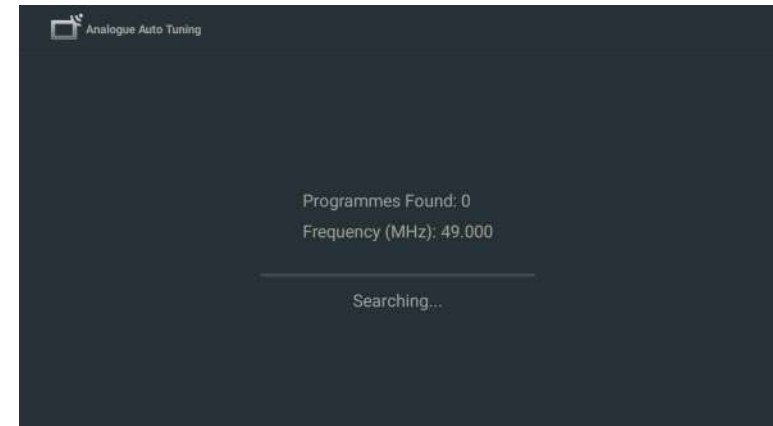 Analogue Auto Tuning
Programmes Found: 0
Frequency (MHz): 49.000
Searching...